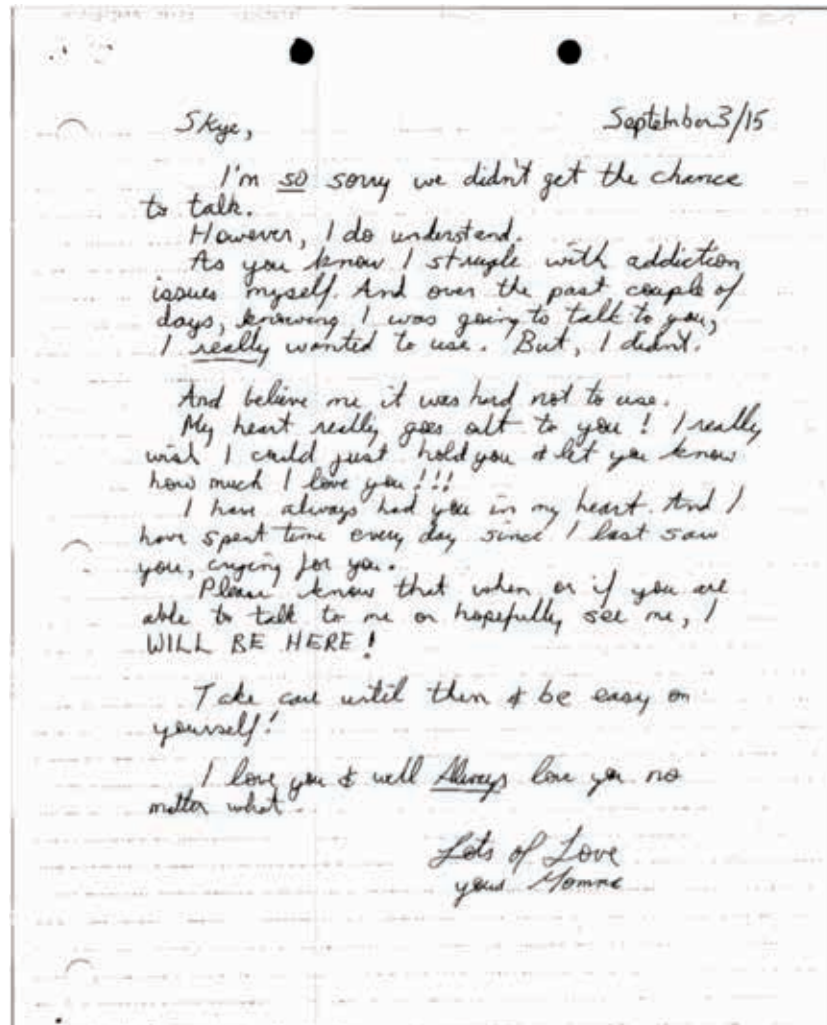 Skye,
September 3/15
I'm so sorry we didn't get the chance
to talk.
However, I do understand.
As you know I struggle with addiction
issues myself. And over the past couple of
days, knowing I was going to talk to you,
I really wanted to use. But, I didn't.
And believe me it was hard not to use.
My heart really goes out to you! I really
wish I could just hold you & let you know
how much I love you!!!
I have always had you in my heart. And I
have spent time every day since I last saw
you, crying for you.
Please know that when or if you are
able to talk to me or hopefully see me, I
WILL BE HERE!
Take care until then & be easy on
yourself!
I love you & will Always love you no
matter what.
Lots of Love
your Momme